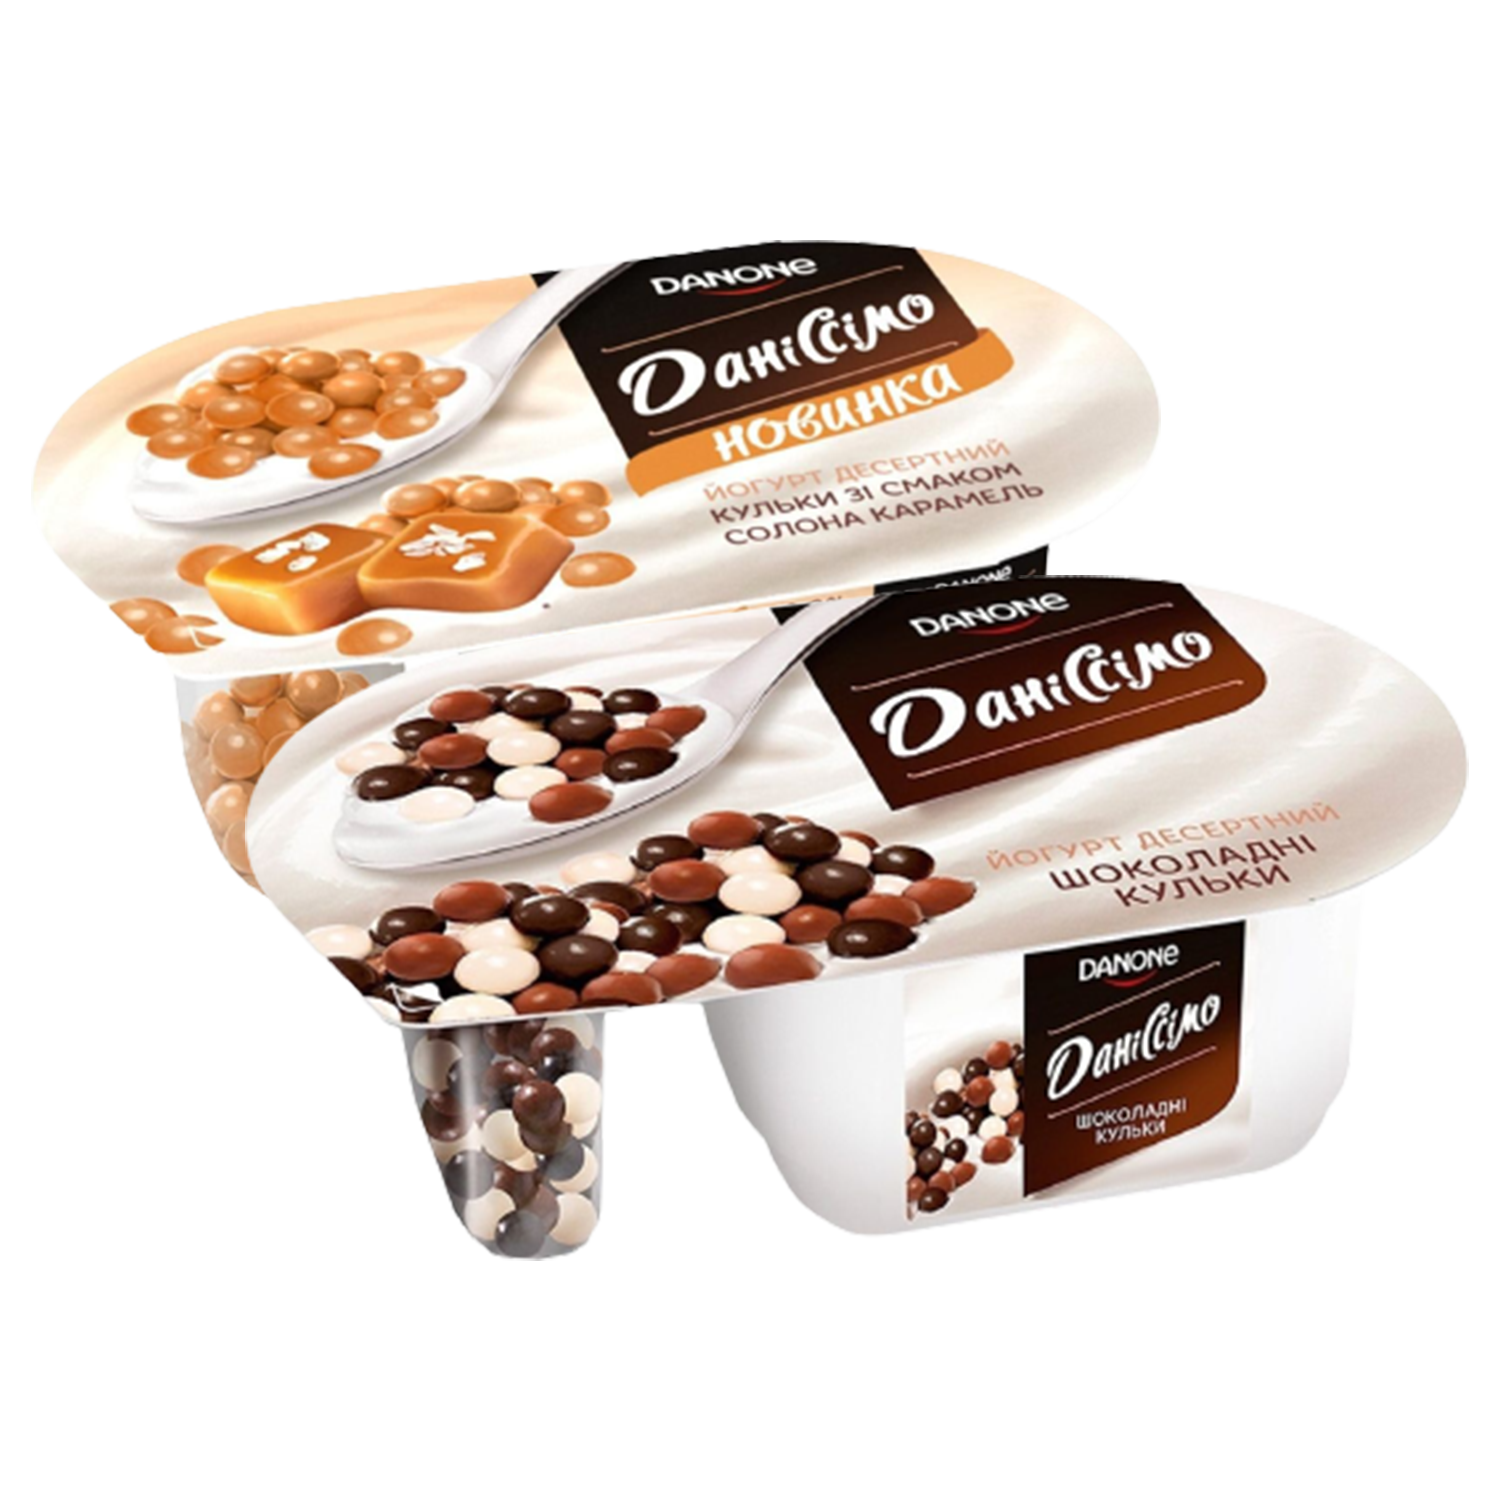 DANONE
ДаніССімо
НОВИНКА
ЙОГУРТ ДЕСЕРТНИЙ
КУЛЬКИ ЗІ СМАКОМ
СОЛОНА КАРАМЕЛЬ
DANONE
DANONE
ДаніССімо
ЙОГУРТ ДЕСЕРТНИЙ
ШОКОЛАДНІ
КУЛЬКИ
DANONE
ДаніССімо
ШОКОЛАДНІ
КУЛЬКИ